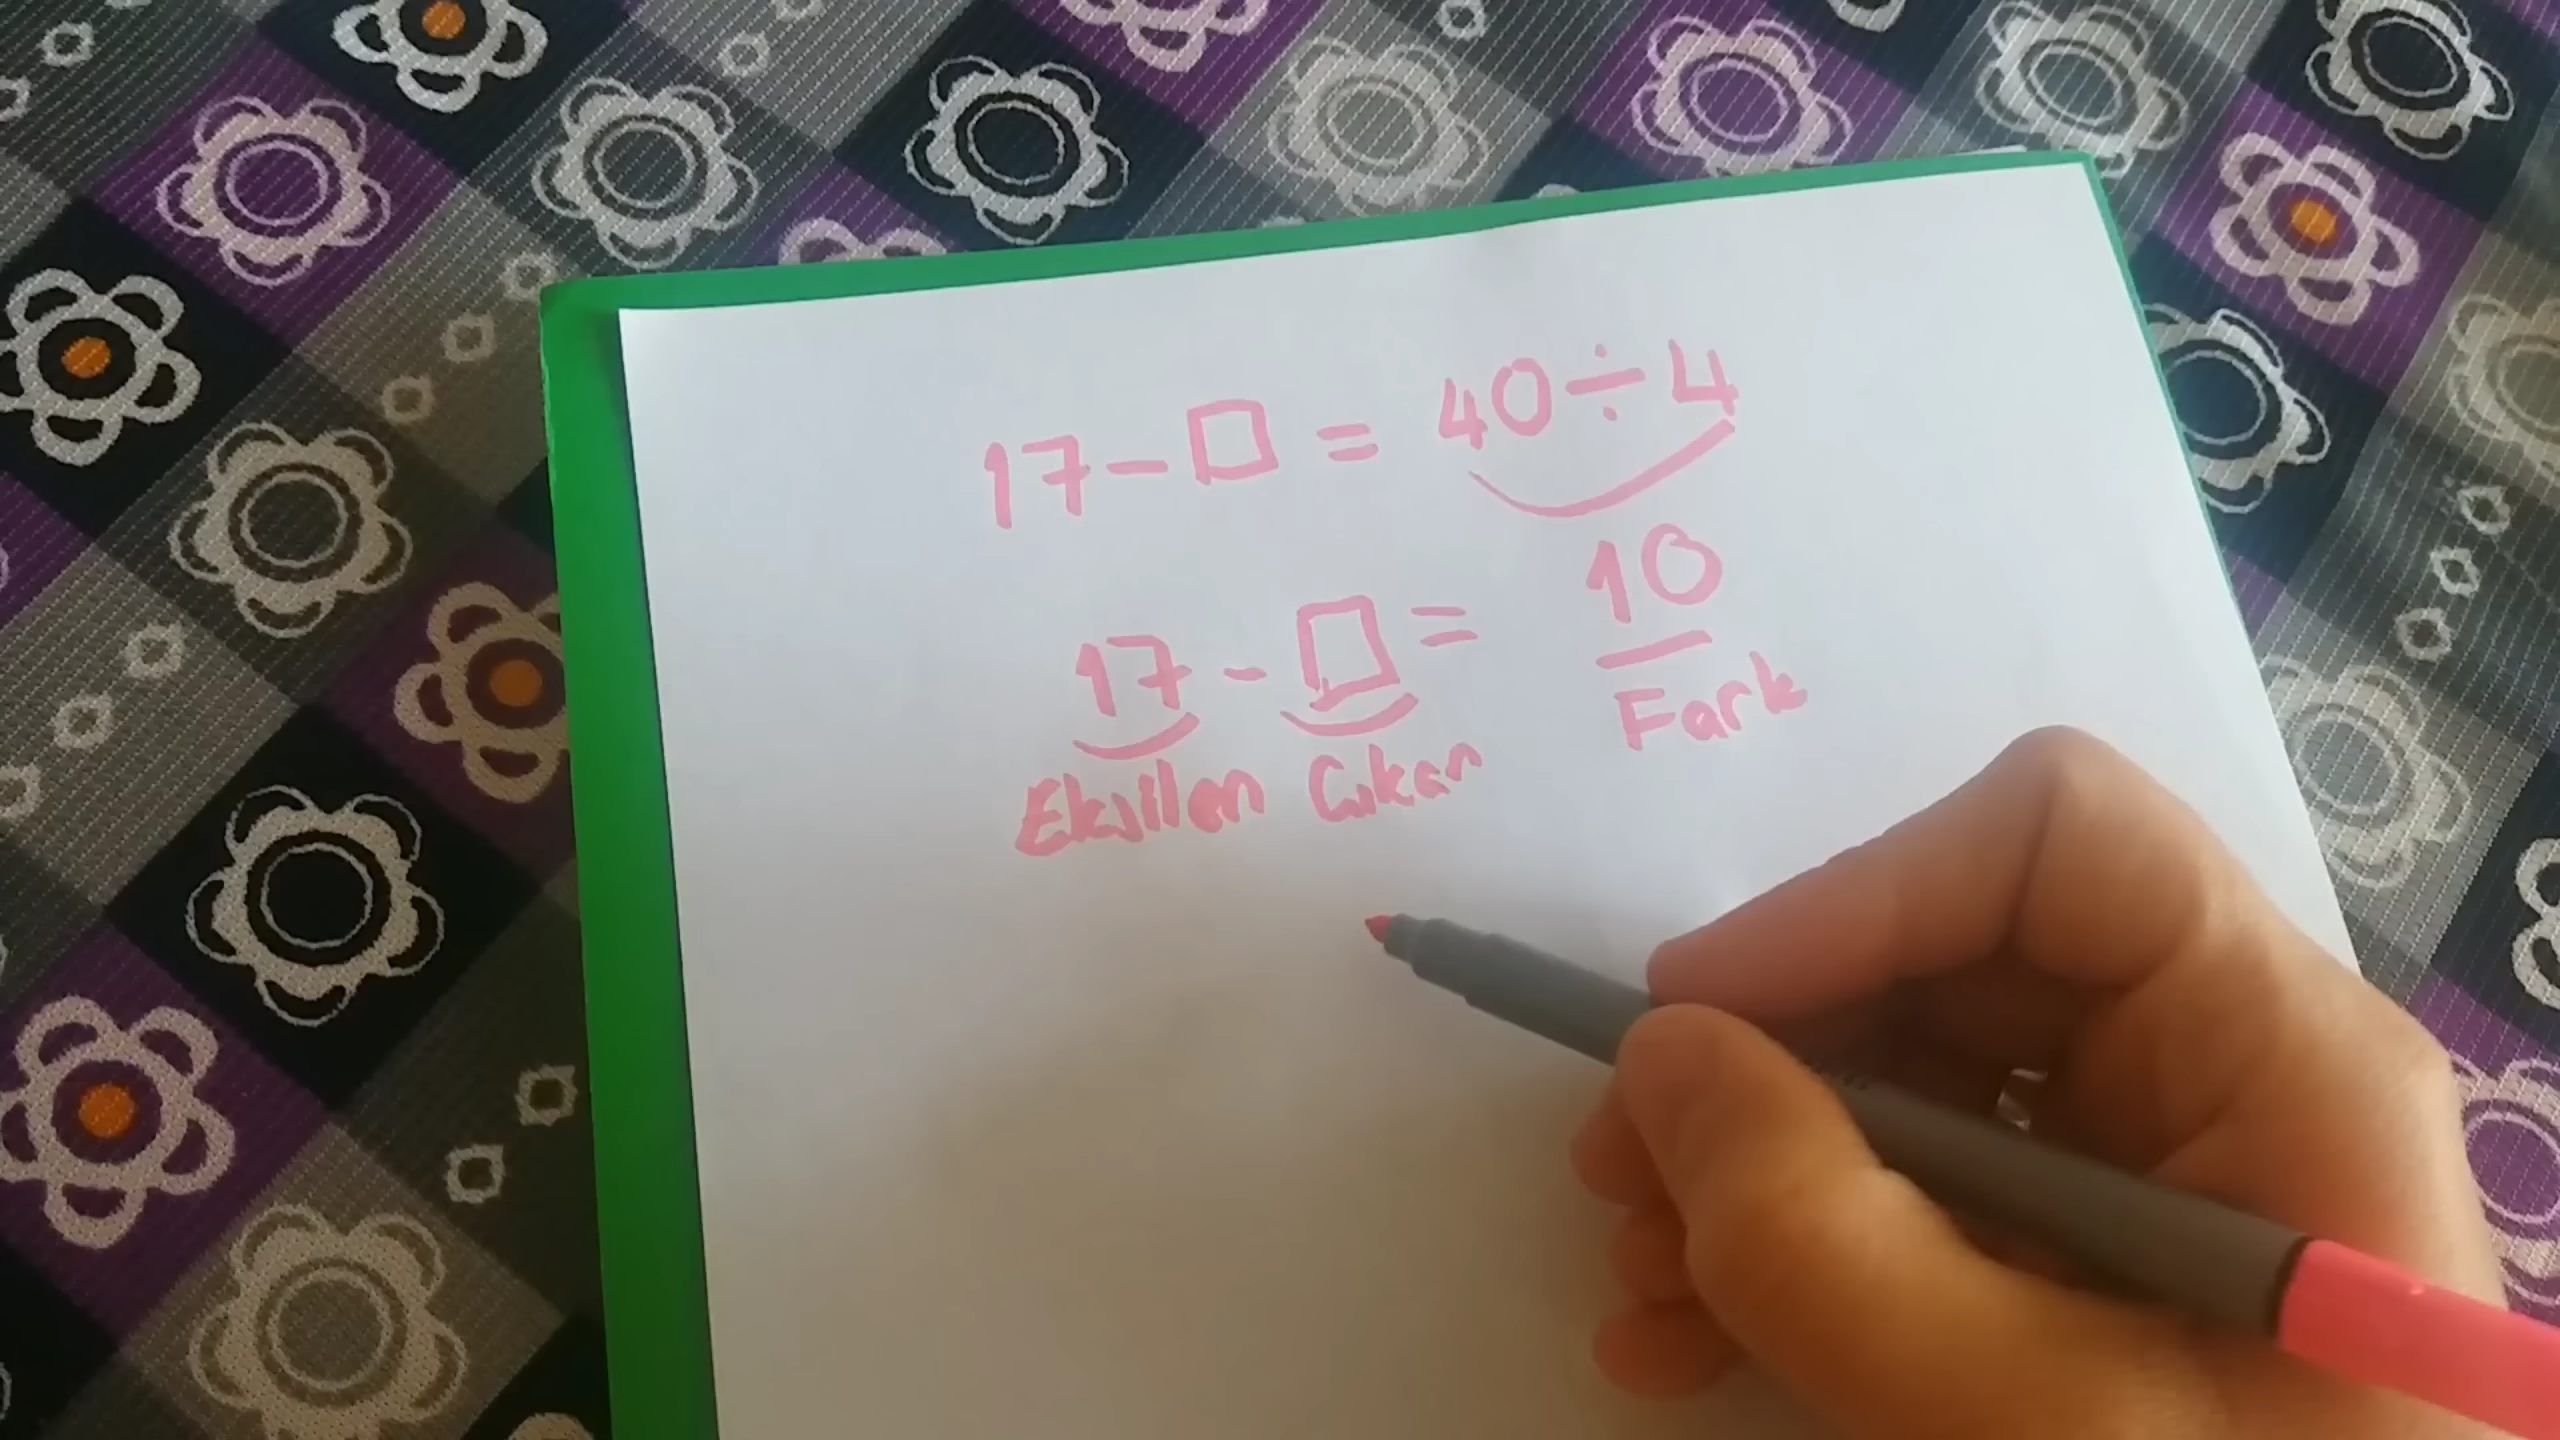 17 - □ = 40 ÷ 4
17 - □ = 10
Eksilen Çıkan Fark